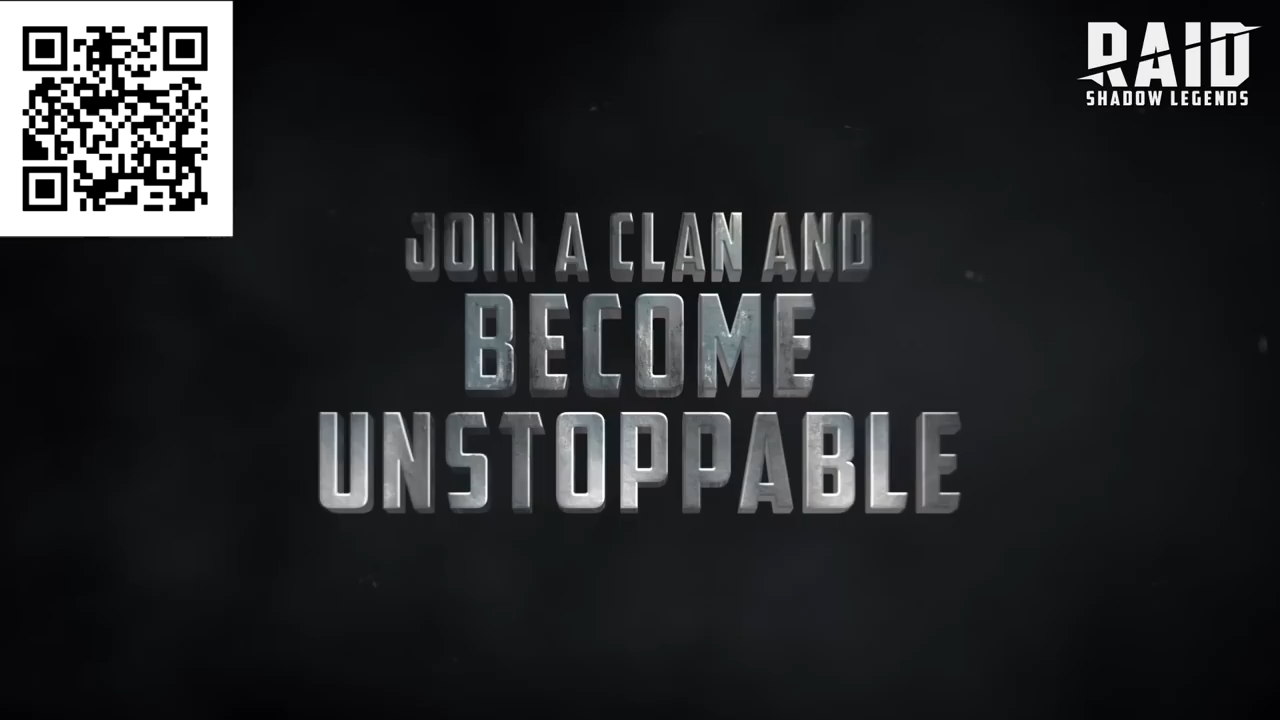 RAID
SHADOW LEGENDS
JOIN A CLAN AND
BECOME
UNSTOPPABLE